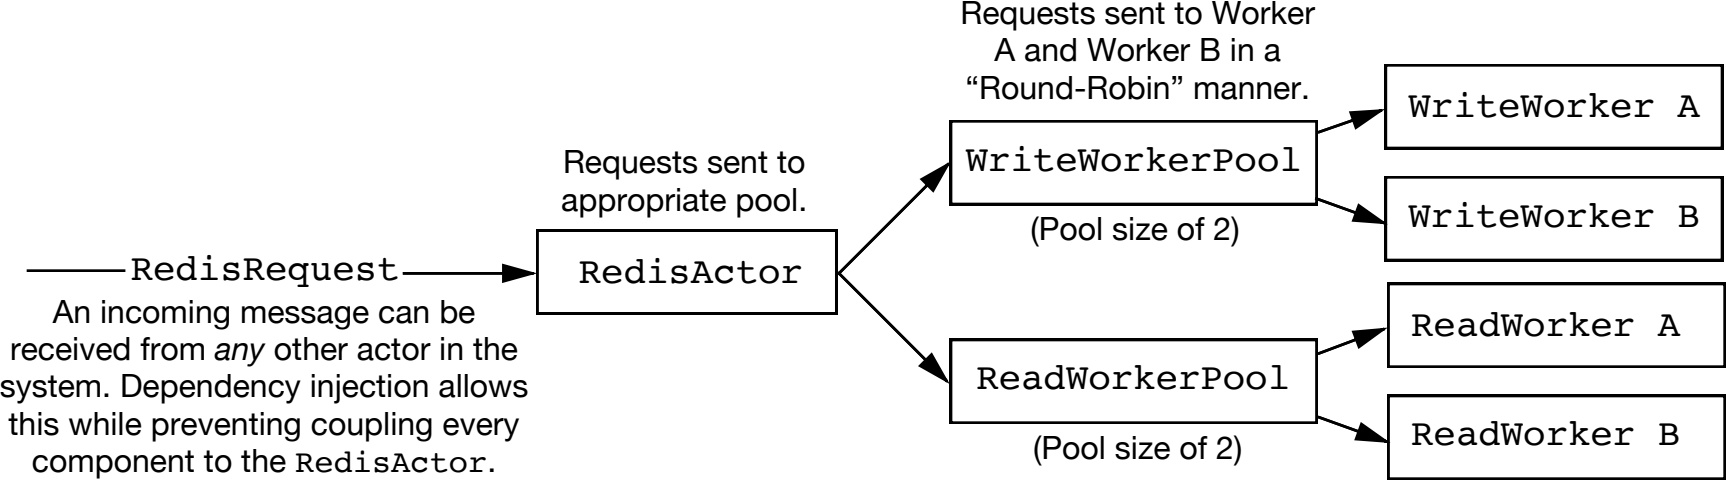 RedisRequest
An incoming message can be
received from any other actor in the
system. Dependency injection allows
this while preventing coupling every
component to the RedisActor.
Requests sent to
appropriate pool.
RedisActor
Requests sent to Worker
A and Worker B in a
“Round-Robin” manner.
WriteWorkerPool
(Pool size of 2)
ReadWorkerPool
(Pool size of 2)
WriteWorker A
WriteWorker B
ReadWorker A
ReadWorker B